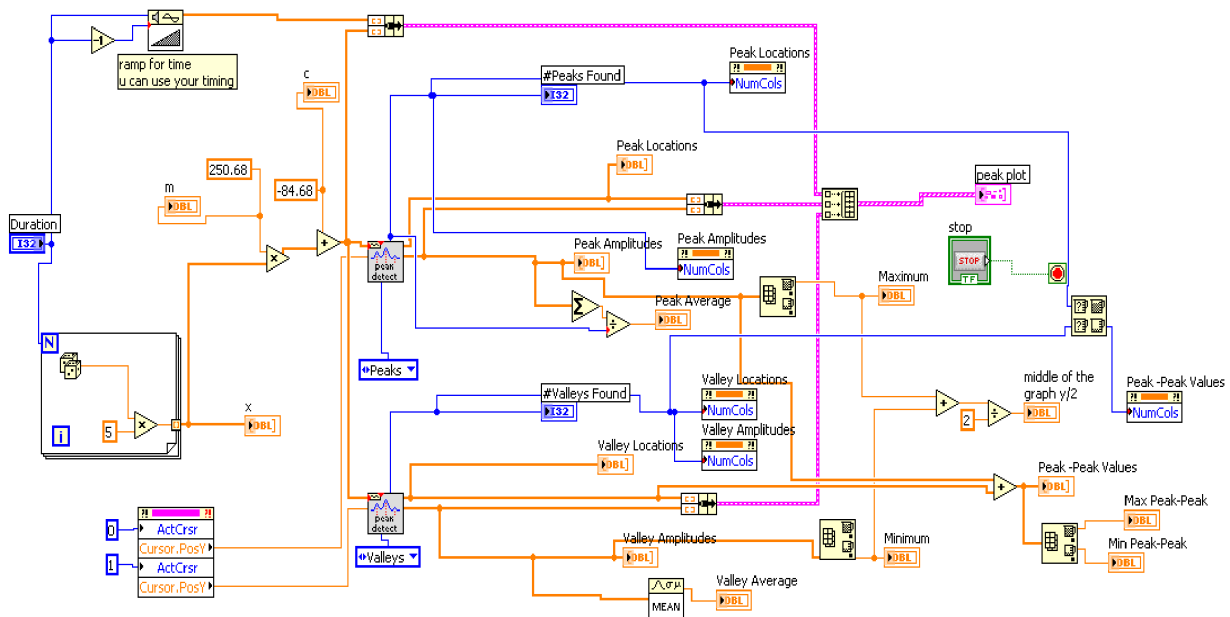 -1
ramp for time
u can use your timing
c
DBL
#Peaks Found
I32
Peak Locations
NumCols
250.68
-84.68
m
DBL
Peak Locations
DBL]
peak plot
Duration
I32
x
+
peak
detect
Peak Amplitudes
DBL]
Peak Amplitudes
NumCols
stop
STOP
TF
Maximum
DBL
Σ
÷
Peak Average
DBL
Peaks
N
i
5
x
x
DBL]
#Valleys Found
I32
Valley Locations
NumCols
Valley Amplitudes
NumCols
+
2
÷
middle of the
graph y/2
DBL
Peak -Peak Values
NumCols
Valley Locations
DBL]
peak
detect
Valleys
+
Peak -Peak Values
DBL]
Max Peak-Peak
DBL
Min Peak-Peak
DBL
0
ActCrsr
Cursor.PosY
1
ActCrsr
Cursor.PosY
Valley Amplitudes
DBL]
Minimum
DBL
σμ
MEAN
Valley Average
DBL